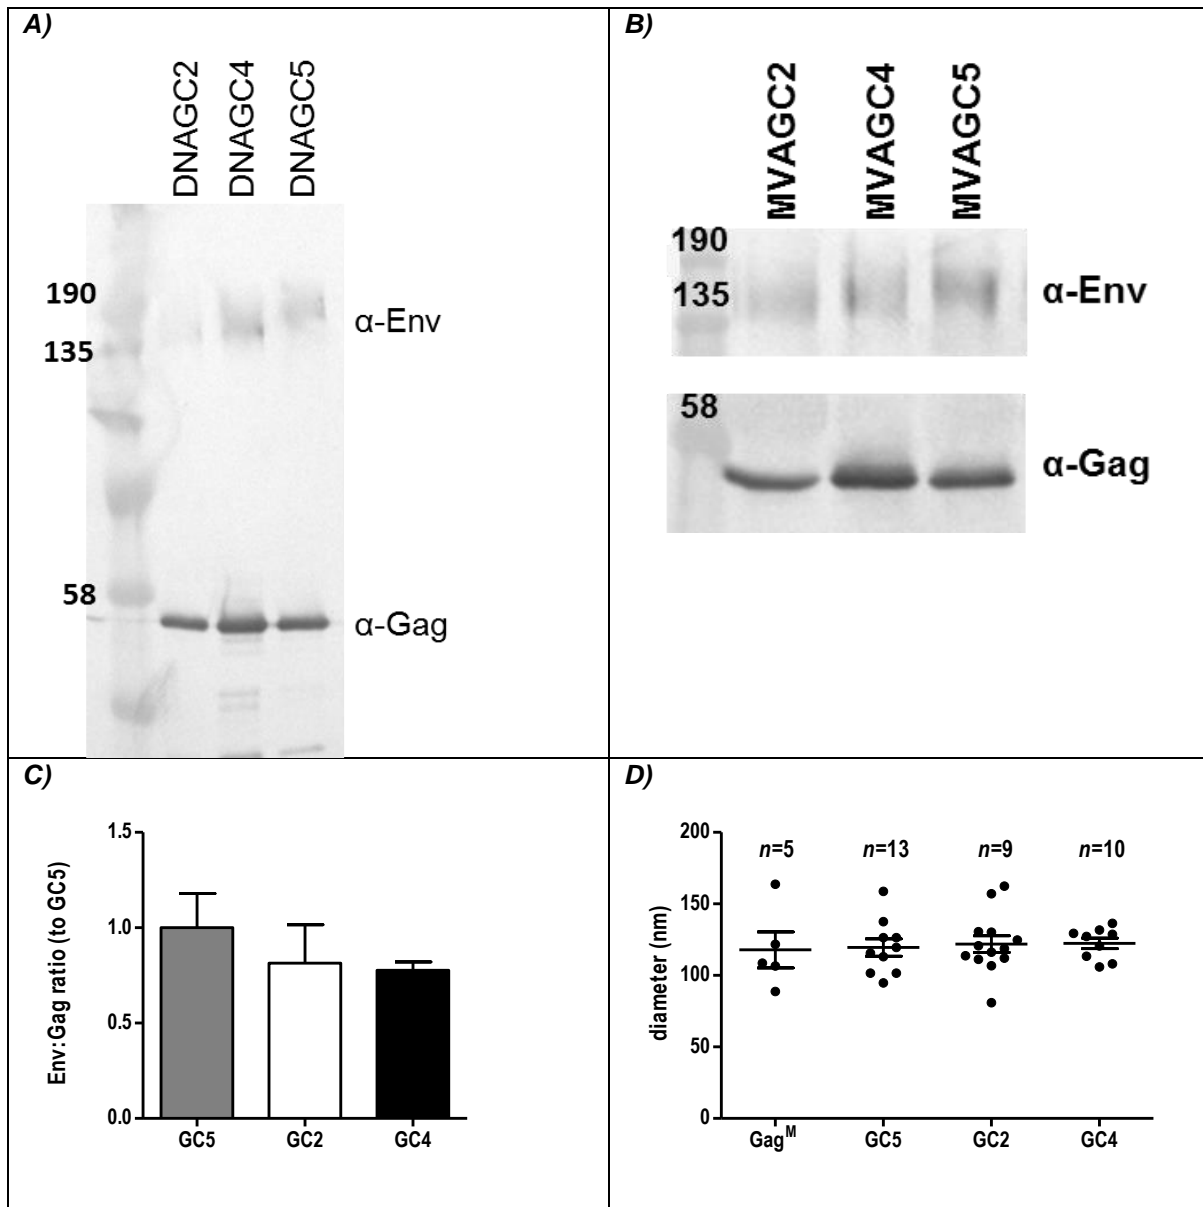 A)
DNAGC2
DNAGC4
DNAGC5
190
135
58
α-Env
α-Gag
B)
MVAGC2
MVAGC4
MVAGC5
190
135
α-Env
58
α-Gag
C)
Env:Gag ratio (to GC5)
1.5
1.0
0.5
0.0
GC5 GC2 GC4
D)
diameter (nm)
200
150
100
50
0
n=5 n=13 n=9 n=10
Gag^M GC5 GC2 GC4